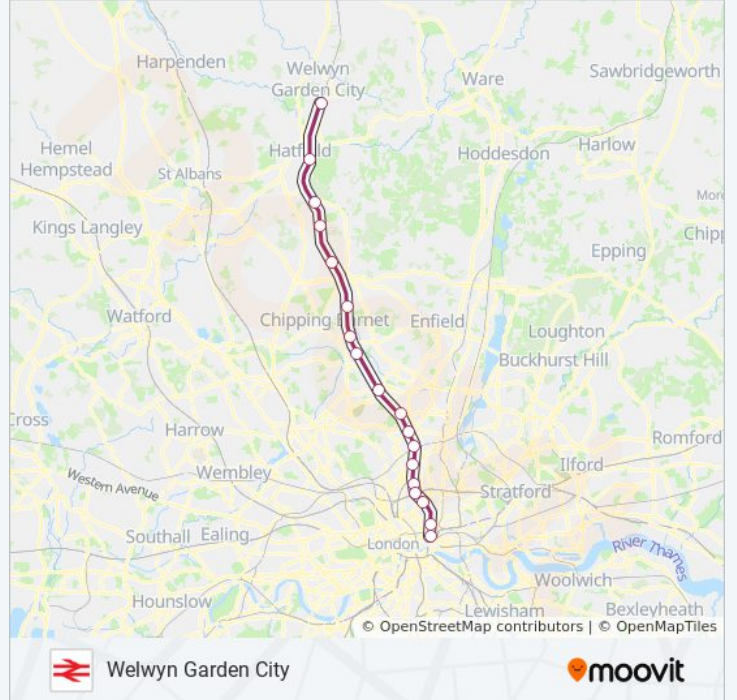 Harpenden
Welwyn
Garden City
Ware
Sawbridgeworth
Hemel
Hempstead
Hatfield
Hoddesdon
Harlow
St Albans
More
Kings Langley
Chipp
Epping
Watford
Chipping Barnet
Enfield
Loughton
Buckhurst Hill
Cross
Harrow
Romford
Wembley
Ilford
Western Avenue
Stratford
Southall
Ealing
London
River Thames
Woolwich
Hounslow
Lewisham
Bexleyheath
© OpenStreetMap contributors | © OpenMapTiles
Welwyn Garden City
moovit